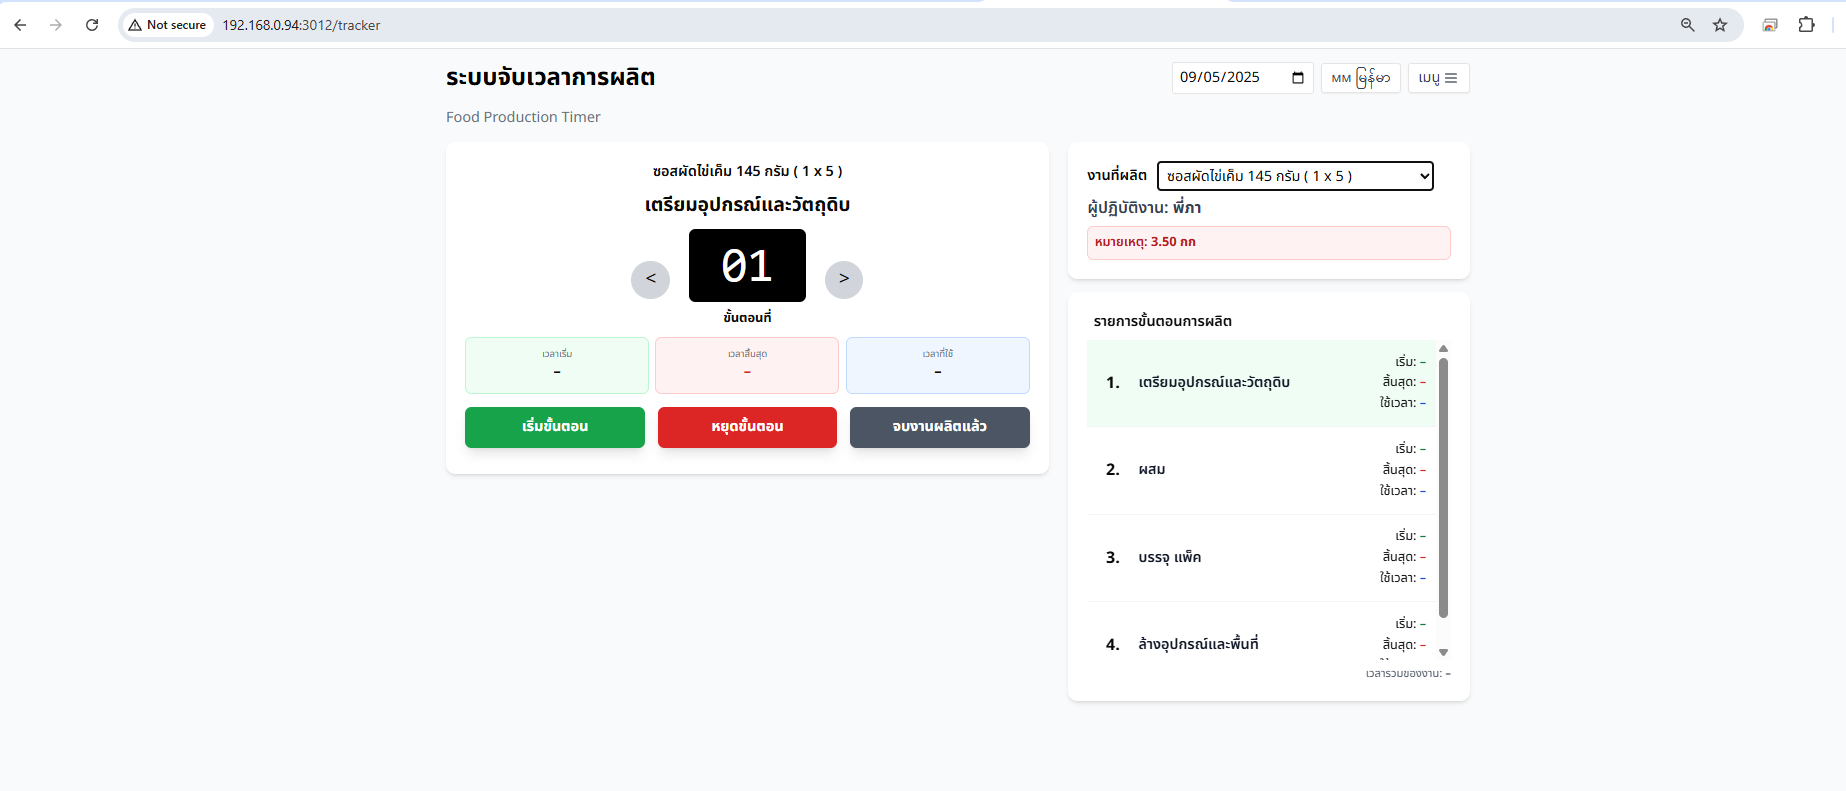 Not secure
192.168.0.94:3012/tracker
ระบบจับเวลาการผลิต
09/05/2025
MM မြန်မာ
เมนู
Food Production Timer
ซอสผัดไข่เค็ม 145 กรัม ( 1 x 5 )
เตรียมอุปกรณ์และวัตถุดิบ
<
01
>
ขั้นตอนที่
เวลาเริ่ม
–
เวลาสิ้นสุด
–
เวลาที่ใช้
–
เริ่มขั้นตอน
หยุดขั้นตอน
จบงานผลิตแล้ว
งานที่ผลิต
ซอสผัดไข่เค็ม 145 กรัม ( 1 x 5 )
ผู้ปฏิบัติงาน: พี่ภา
หมายเหตุ: 3.50 กก
รายการขั้นตอนการผลิต
1. เตรียมอุปกรณ์และวัตถุดิบ
เริ่ม: –
สิ้นสุด: –
ใช้เวลา: –
2. ผสม
เริ่ม: –
สิ้นสุด: –
ใช้เวลา: –
3. บรรจุ แพ็ค
เริ่ม: –
สิ้นสุด: –
ใช้เวลา: –
4. ล้างอุปกรณ์และพื้นที่
เริ่ม: –
สิ้นสุด: –
เวลารวมของงาน: –